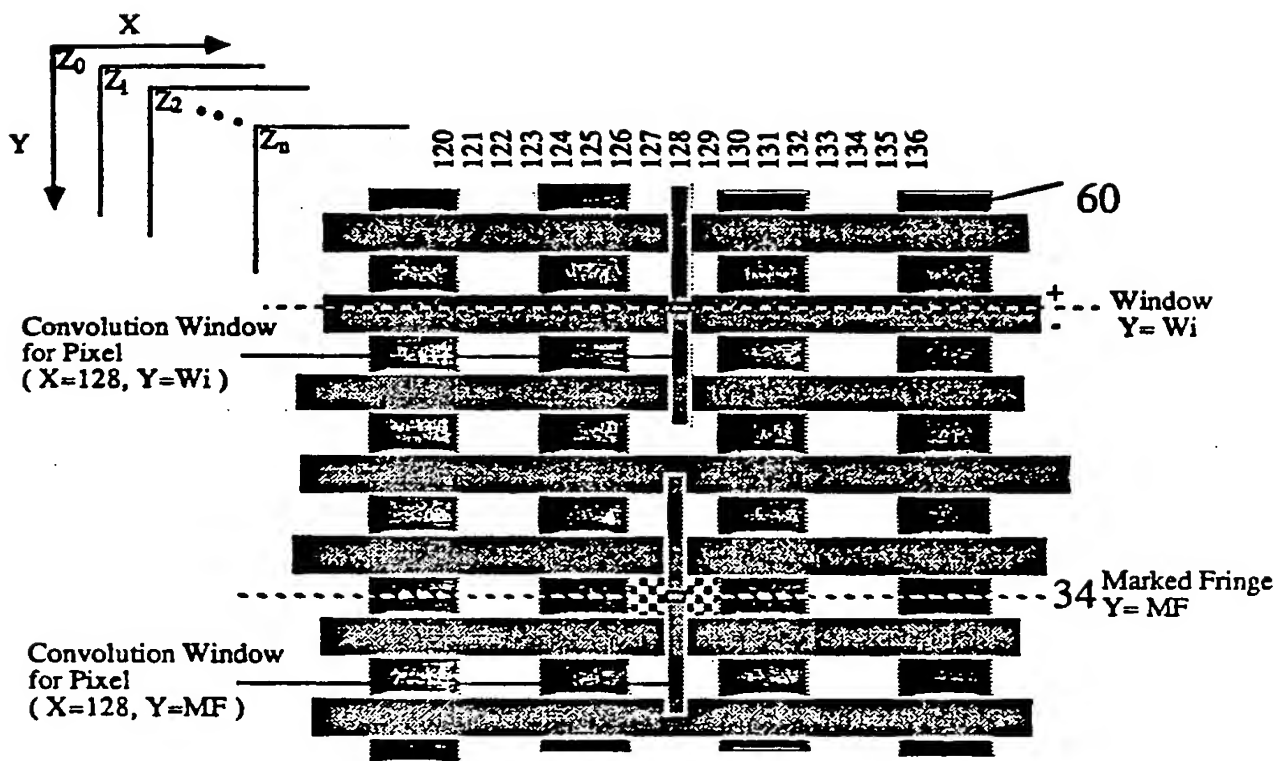 X
Y
Z0
Z1
Z2
Zn
120 121 122 123 124 125 126 127 128 129 130 131 132 133 134 135 136
60
+
-
Window
Y= Wi
Convolution Window
for Pixel
( X=128, Y=Wi )
34
Marked Fringe
Y= MF
Convolution Window
for Pixel
( X=128, Y=MF )